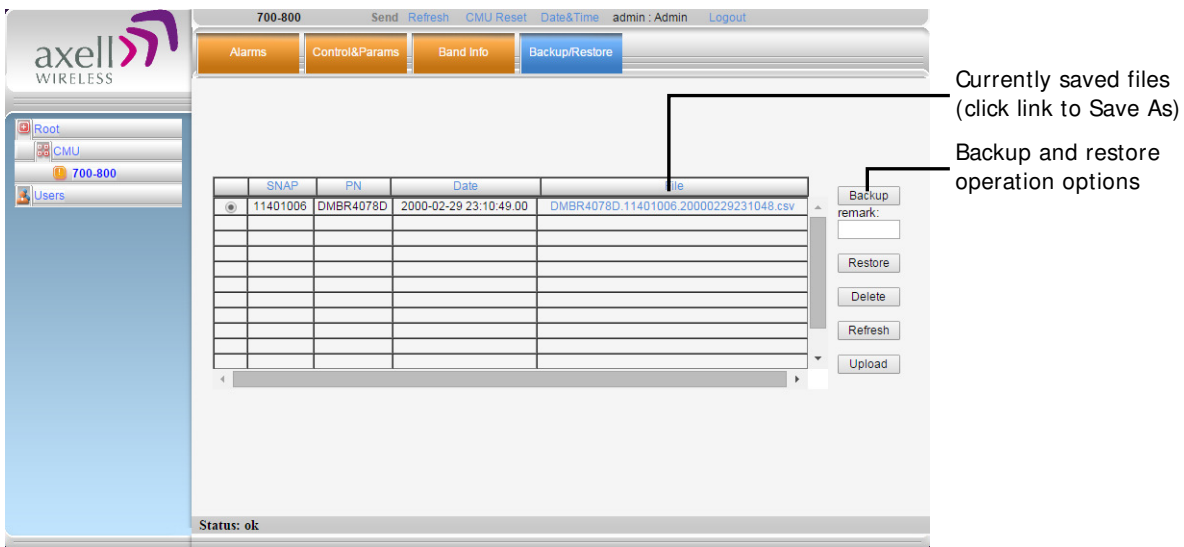 axell
WIRELESS
700-800 Send Refresh CMU Reset Date&Time admin : Admin Logout
Alarms Control&Params Band Info Backup/Restore
Root
CMU
700-800
Users
Currently saved files
(click link to Save As)
Backup and restore
operation options
SNAP PN Date File
11401006 DMBR4078D 2000-02-29 23:10:49.00 DMBR4078D.11401006.20000229231048.csv
Backup
remark:
Restore
Delete
Refresh
Upload
Status: ok